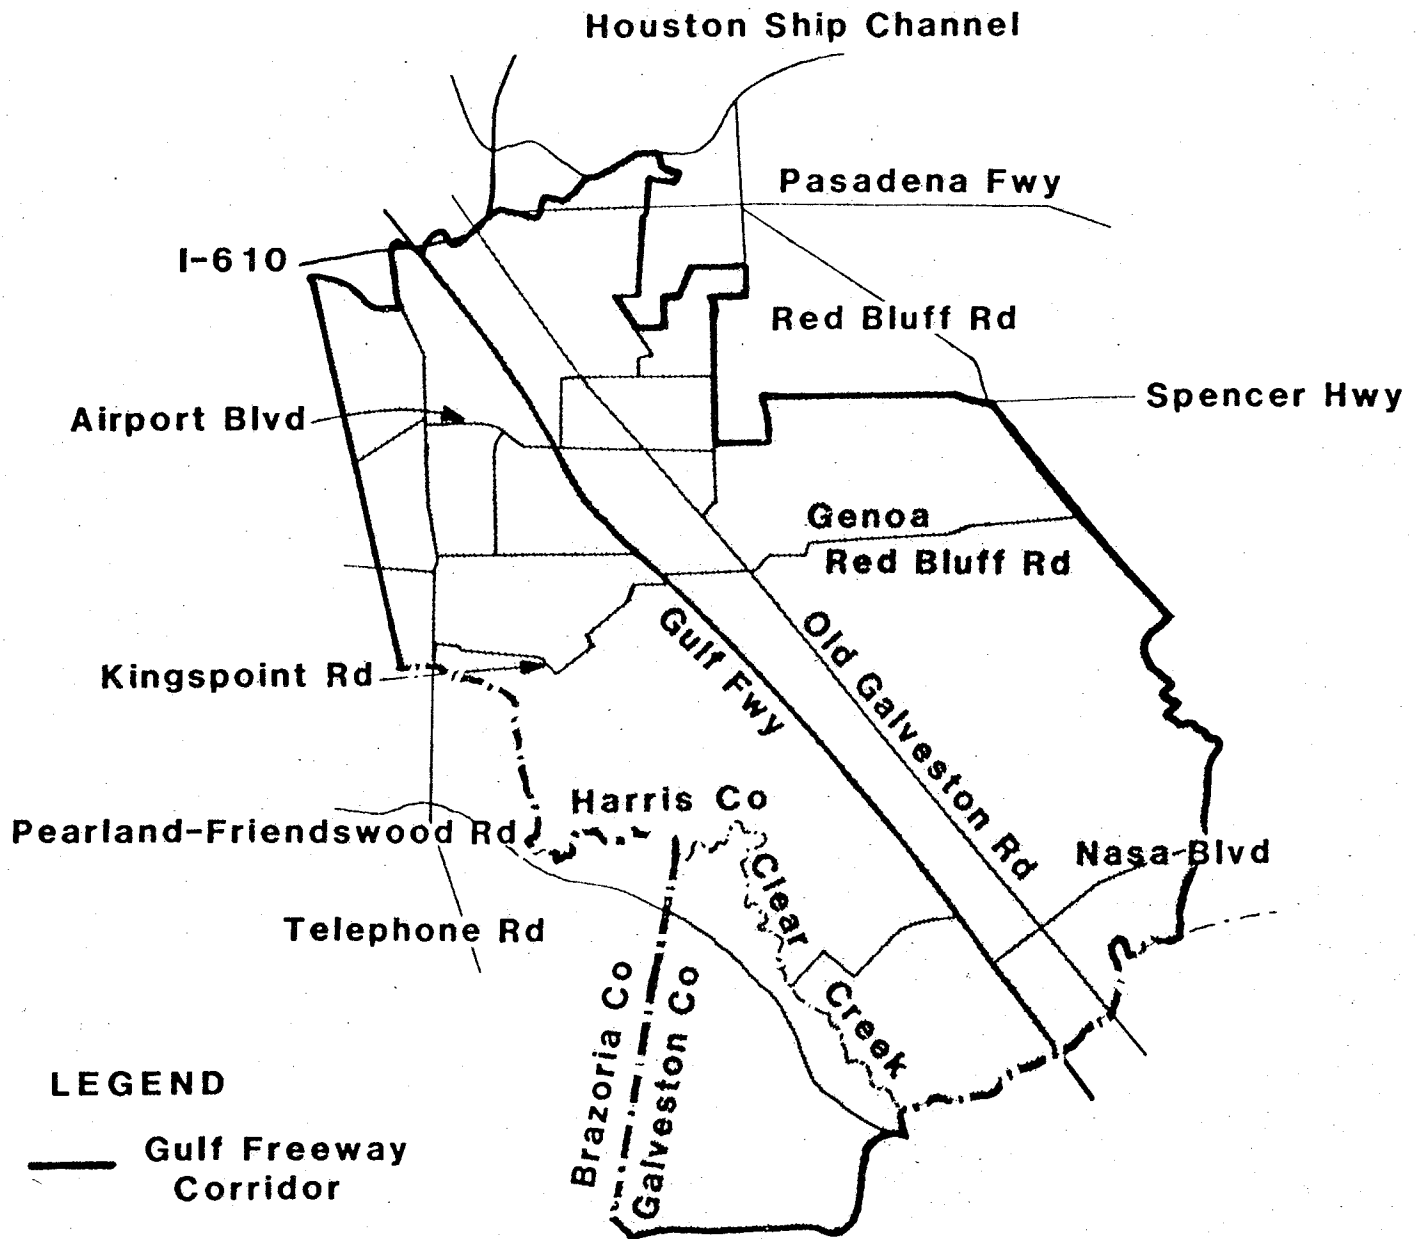 Houston Ship Channel
Pasadena Fwy
I-610
Red Bluff Rd
Spencer Hwy
Airport Blvd
Genoa
Red Bluff Rd
Kingspoint Rd
Gulf Fwy
Old Galveston Rd
Harris Co
Pearland-Friendswood Rd
Nasa Blvd
Clear
Creek
Telephone Rd
Brazoria Co
Galveston Co
LEGEND
Gulf Freeway
Corridor